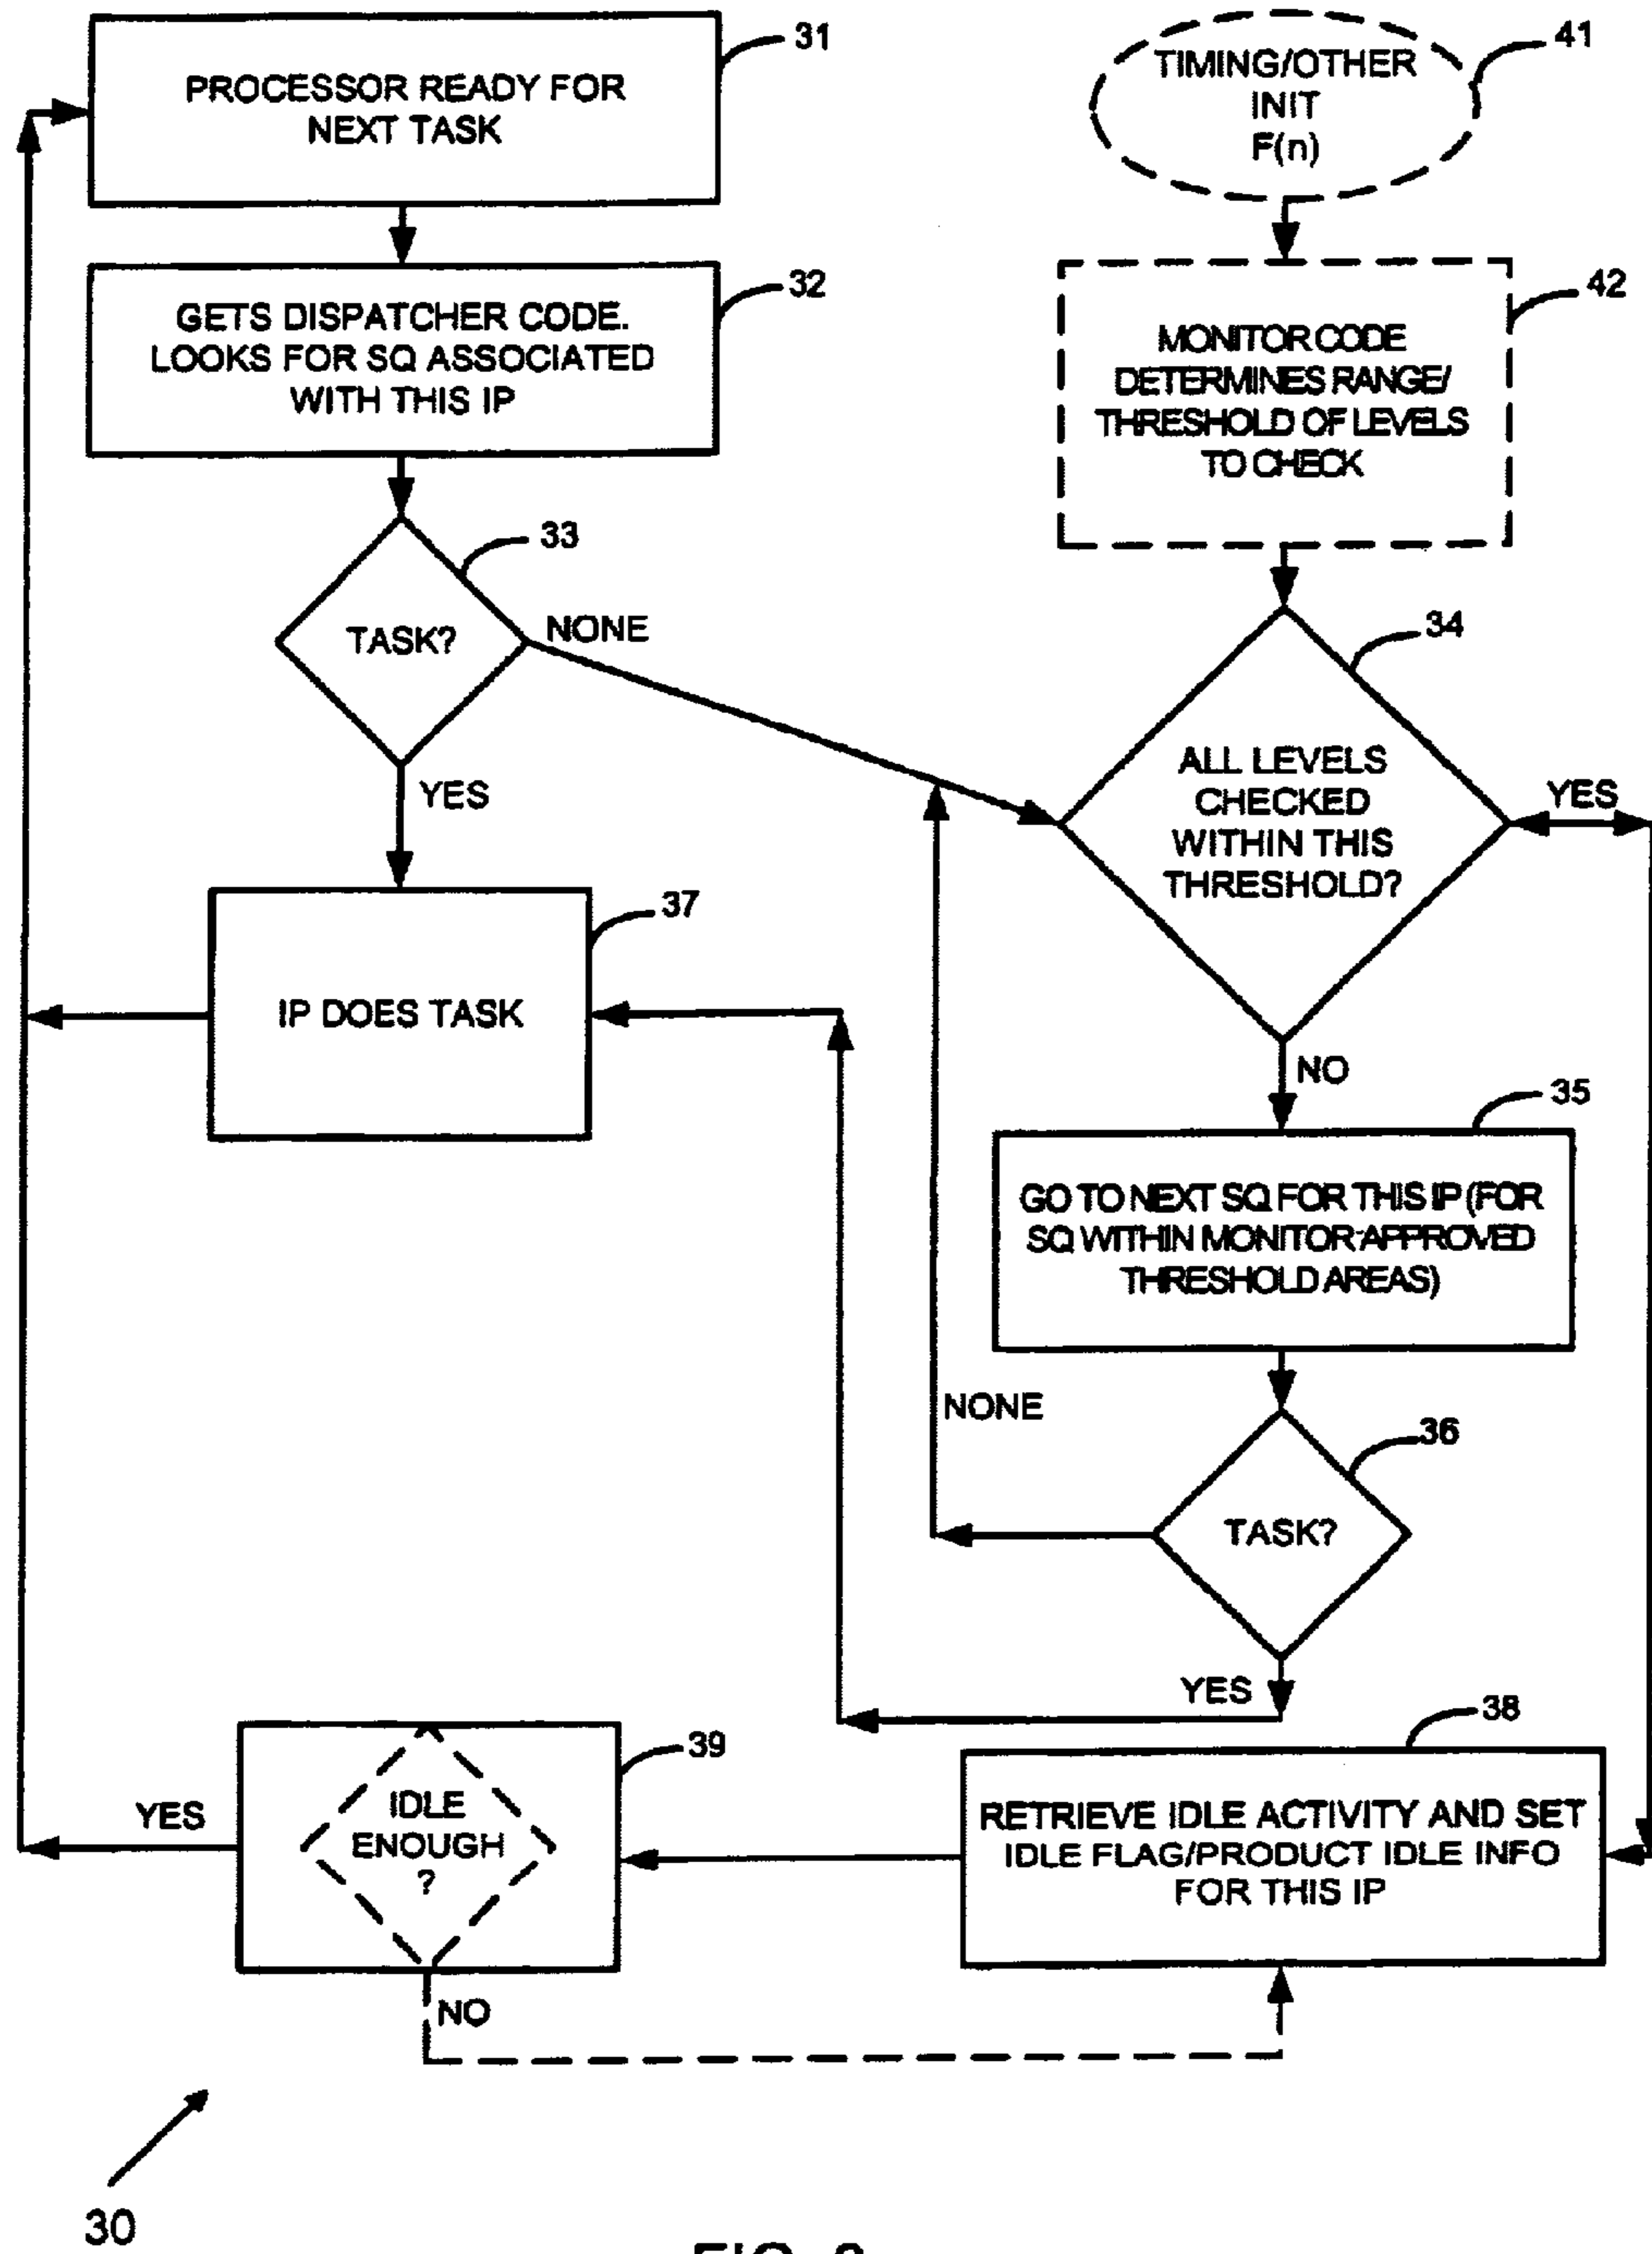 31
PROCESSOR READY FOR
NEXT TASK
41
TIMING/OTHER
INIT
F(n)
32
GETS DISPATCHER CODE.
LOOKS FOR SQ ASSOCIATED
WITH THIS IP
42
MONITOR CODE
DETERMINES RANGE/
THRESHOLD OF LEVELS
TO CHECK
33
TASK?
NONE
YES
34
ALL LEVELS
CHECKED
WITHIN THIS
THRESHOLD?
YES
NO
37
IP DOES TASK
35
GO TO NEXT SQ FOR THIS IP (FOR
SQ WITHIN MONITOR-APPROVED
THRESHOLD AREAS)
NONE
36
TASK?
YES
38
RETRIEVE IDLE ACTIVITY AND SET
IDLE FLAG/PRODUCT IDLE INFO
FOR THIS IP
39
IDLE
ENOUGH
?
YES
NO
30